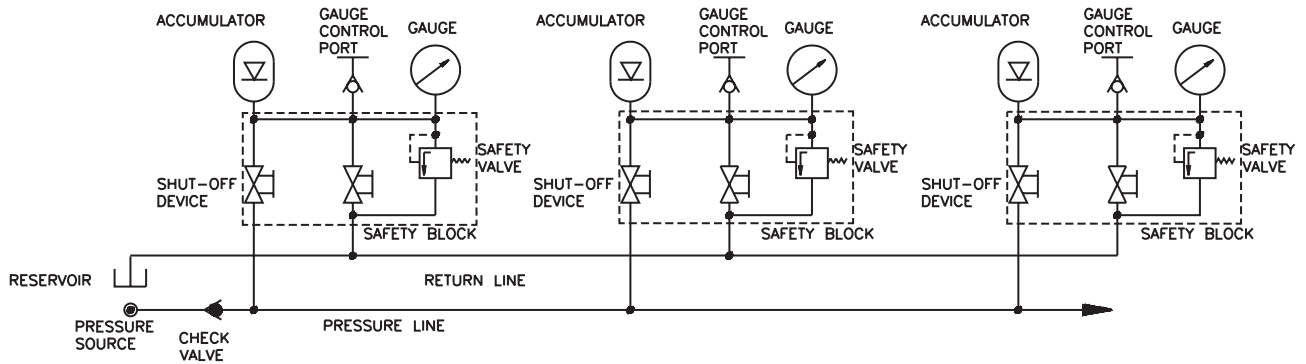 ACCUMULATOR
GAUGE
CONTROL
PORT
GAUGE
SAFETY
VALVE
SHUT-OFF
DEVICE
SAFETY BLOCK
ACCUMULATOR
GAUGE
CONTROL
PORT
GAUGE
SAFETY
VALVE
SHUT-OFF
DEVICE
SAFETY BLOCK
ACCUMULATOR
GAUGE
CONTROL
PORT
GAUGE
SAFETY
VALVE
SHUT-OFF
DEVICE
SAFETY BLOCK
RESERVOIR
RETURN LINE
PRESSURE
SOURCE
CHECK
VALVE
PRESSURE LINE